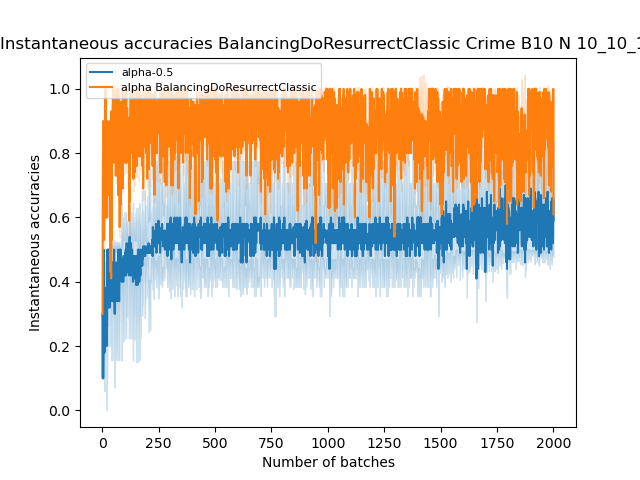 Instantaneous accuracies BalancingDoResurrectClassic Crime B10 N 10_10_1
alpha-0.5
alpha BalancingDoResurrectClassic
1.0
0.8
0.6
0.4
0.2
0.0
Instantaneous accuracies
0 250 500 750 1000 1250 1500 1750 2000
Number of batches